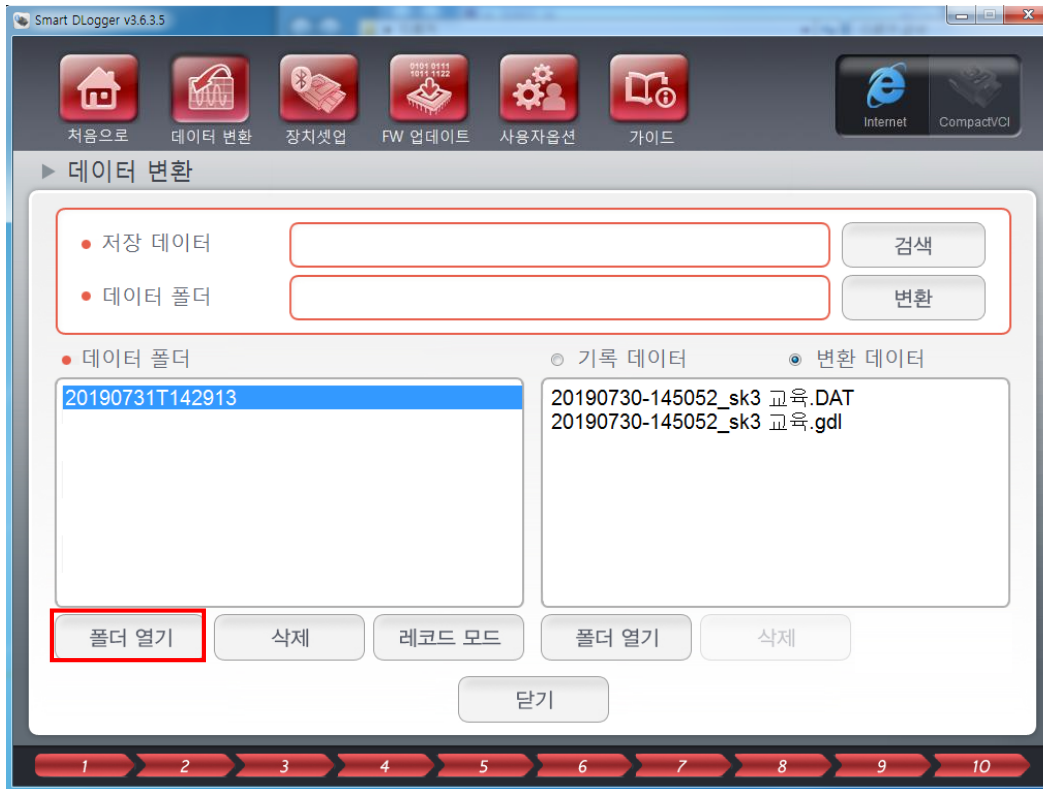 Smart DLogger v3.6.3.5
0101 0111
1011 1122
처음으로 데이터 변환 장치셋업 FW 업데이트 사용자옵션 가이드 Internet CompactVCI
데이터 변환
저장 데이터 검색
데이터 폴더 변환
데이터 폴더 기록 데이터 변환 데이터
20190731T142913
20190730-145052_sk3 교육.DAT
20190730-145052_sk3 교육.gdl
폴더 열기 삭제 레코드 모드 폴더 열기 삭제
닫기
1 2 3 4 5 6 7 8 9 10